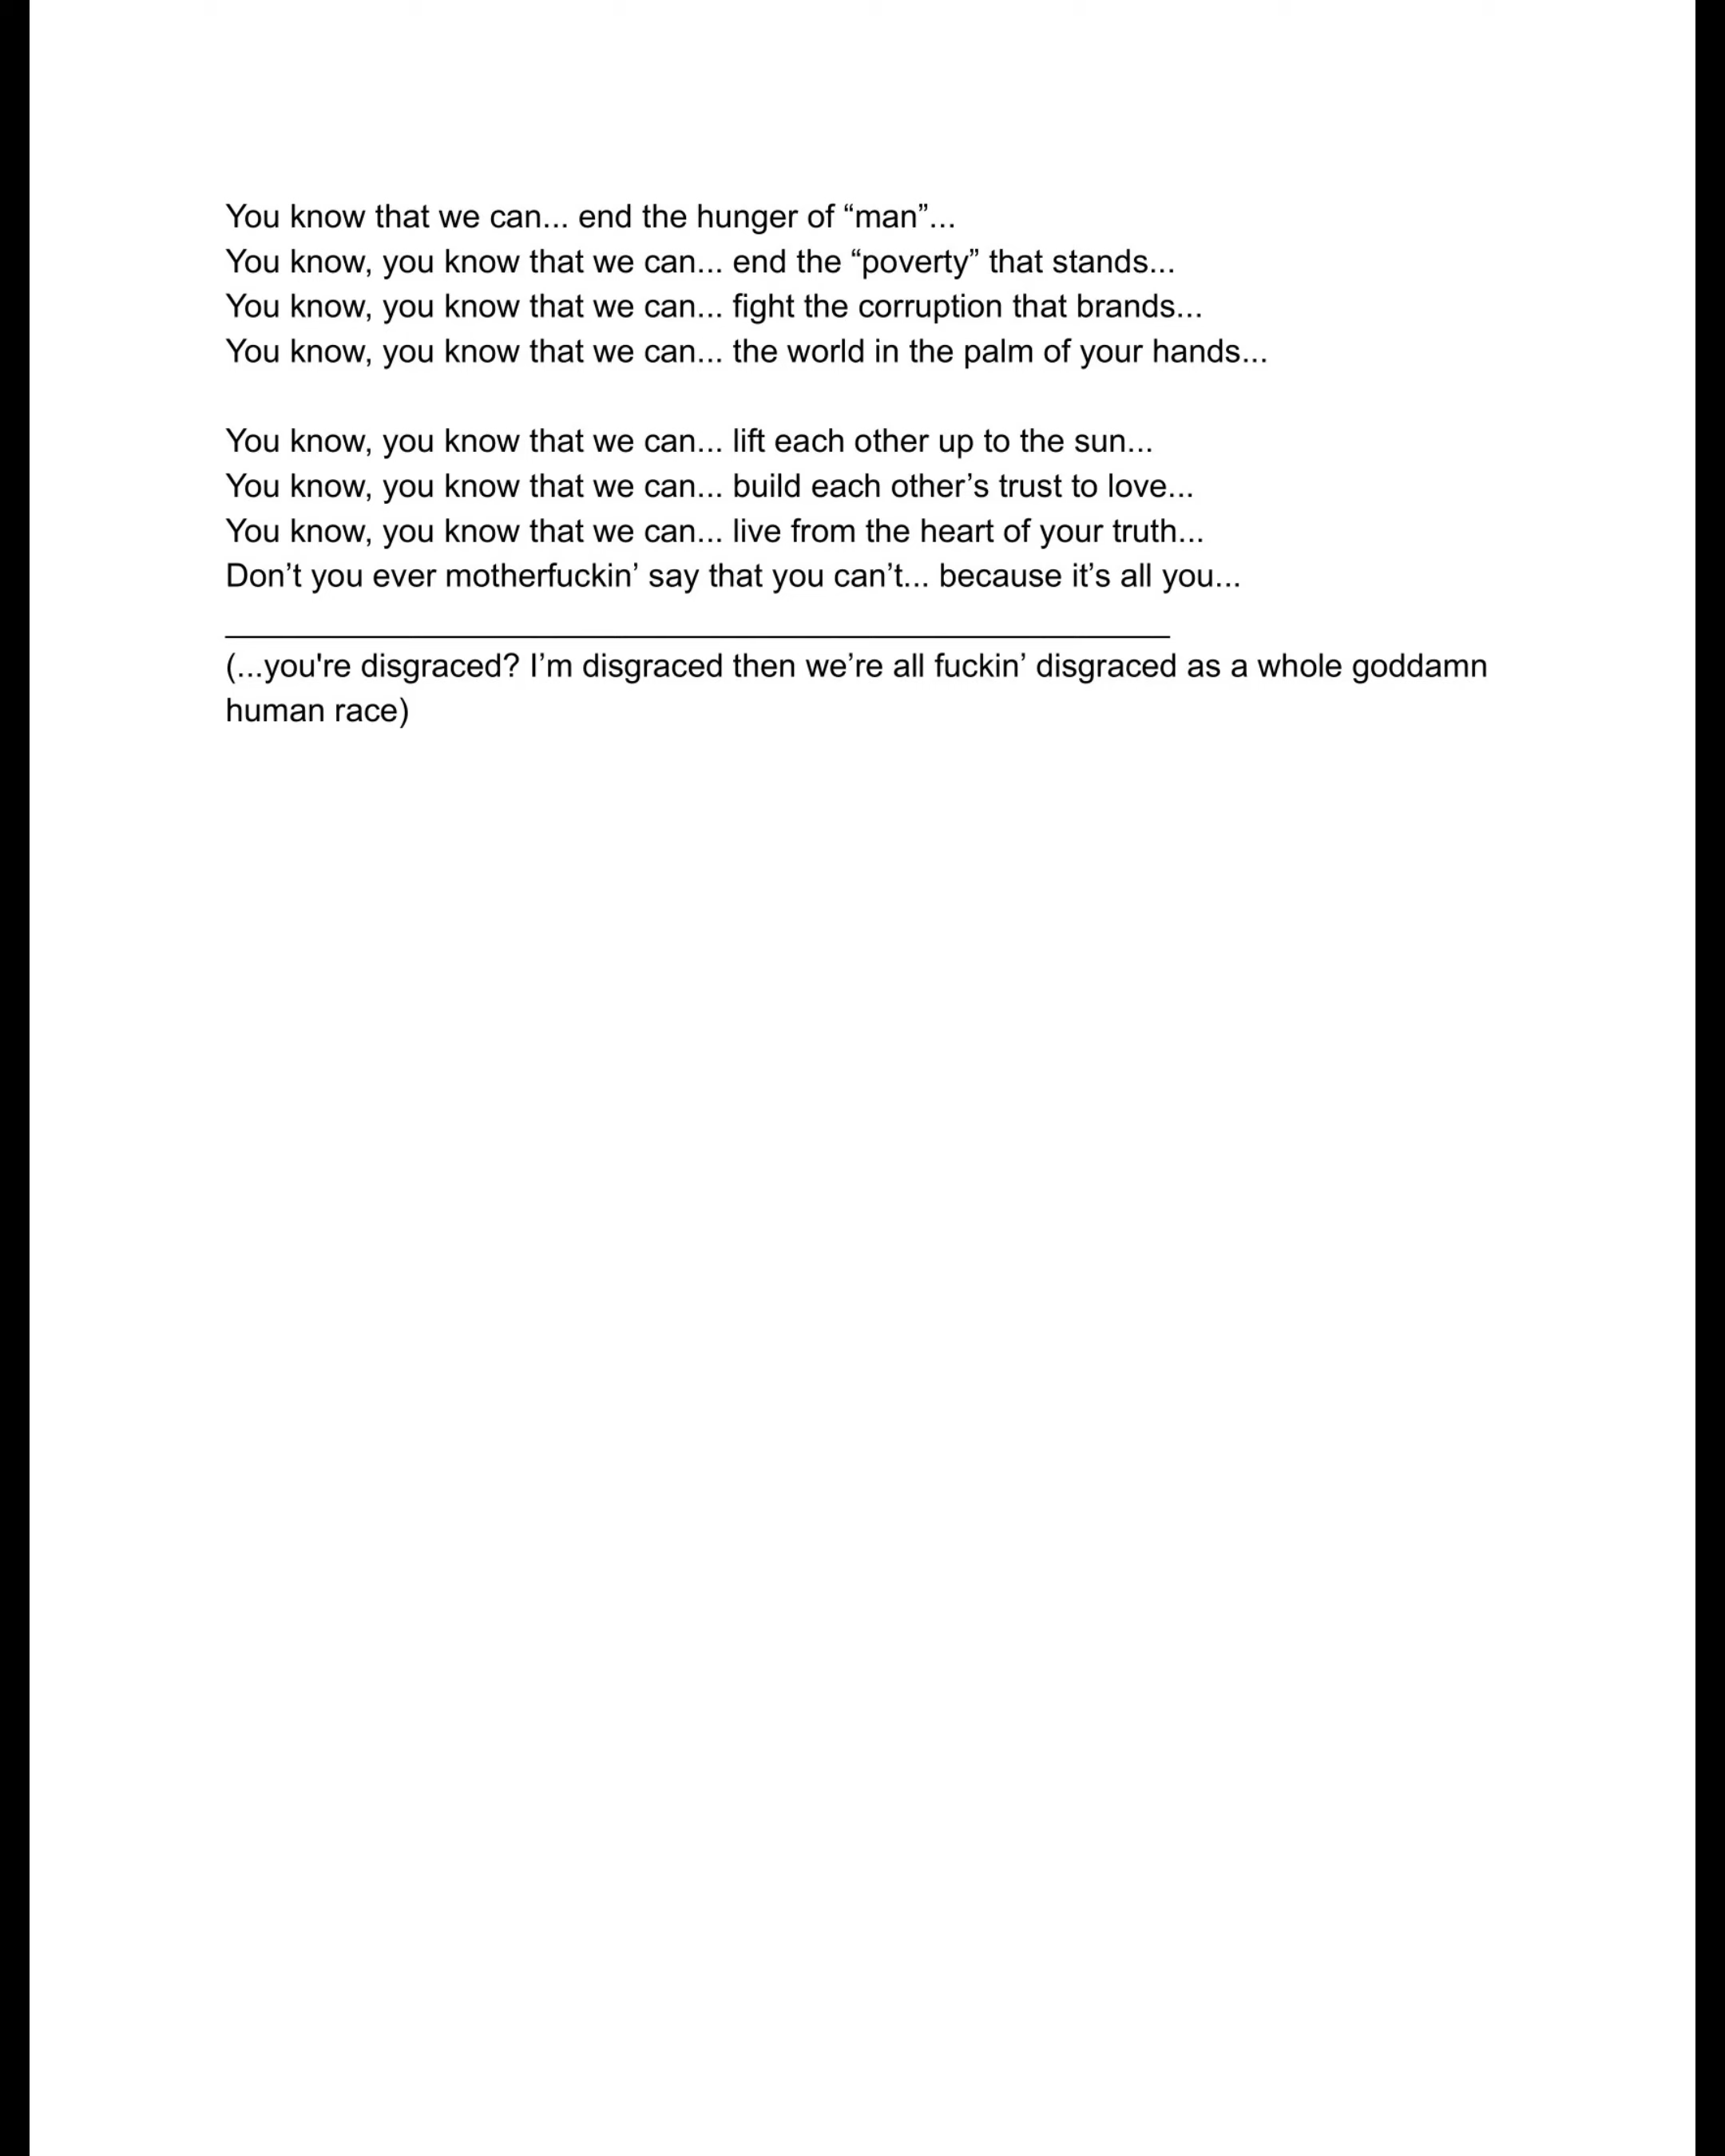 You know that we can... end the hunger of “man”...
You know, you know that we can... end the “poverty” that stands...
You know, you know that we can... fight the corruption that brands...
You know, you know that we can... the world in the palm of your hands...
You know, you know that we can... lift each other up to the sun...
You know, you know that we can... build each other’s trust to love...
You know, you know that we can... live from the heart of your truth...
Don’t you ever motherfuckin’ say that you can’t... because it’s all you...
(...you're disgraced? I’m disgraced then we’re all fuckin’ disgraced as a whole goddamn
human race)